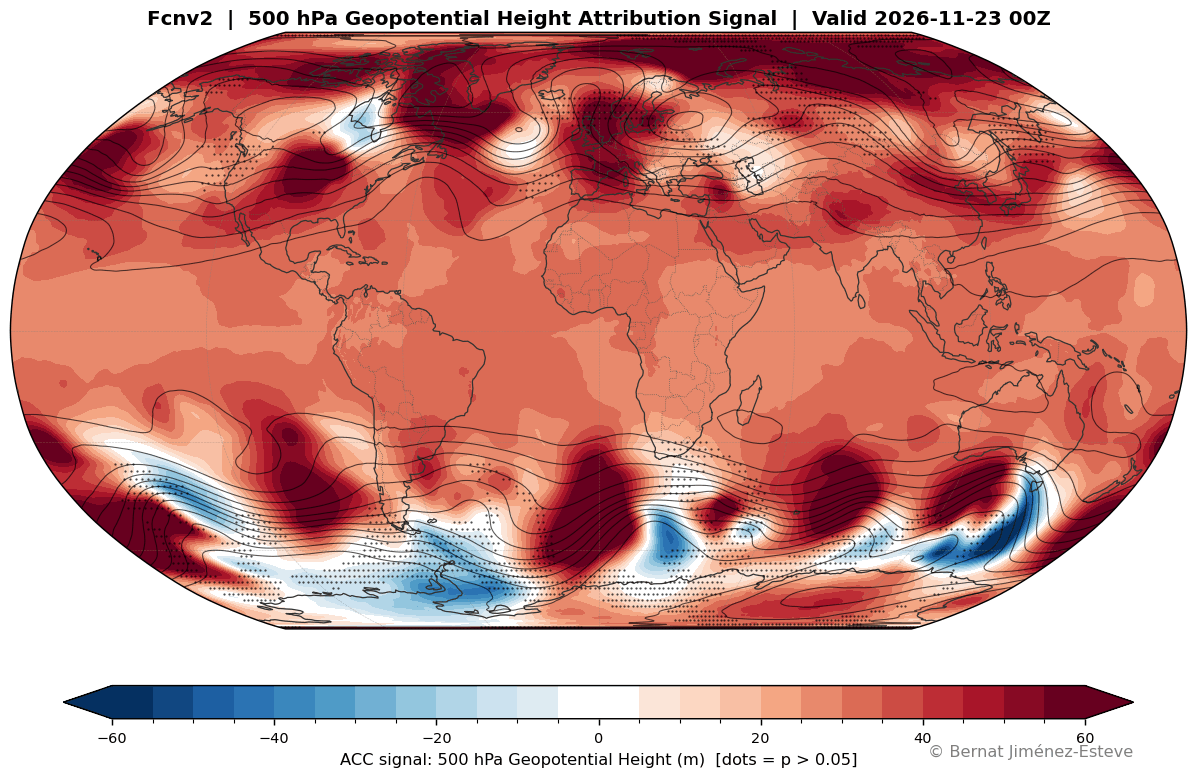 Fcnv2 | 500 hPa Geopotential Height Attribution Signal | Valid 2026-11-23 00Z
−60 −40 −20 0 20 40 60
ACC signal: 500 hPa Geopotential Height (m) [dots = p > 0.05]
© Bernat Jiménez-Esteve